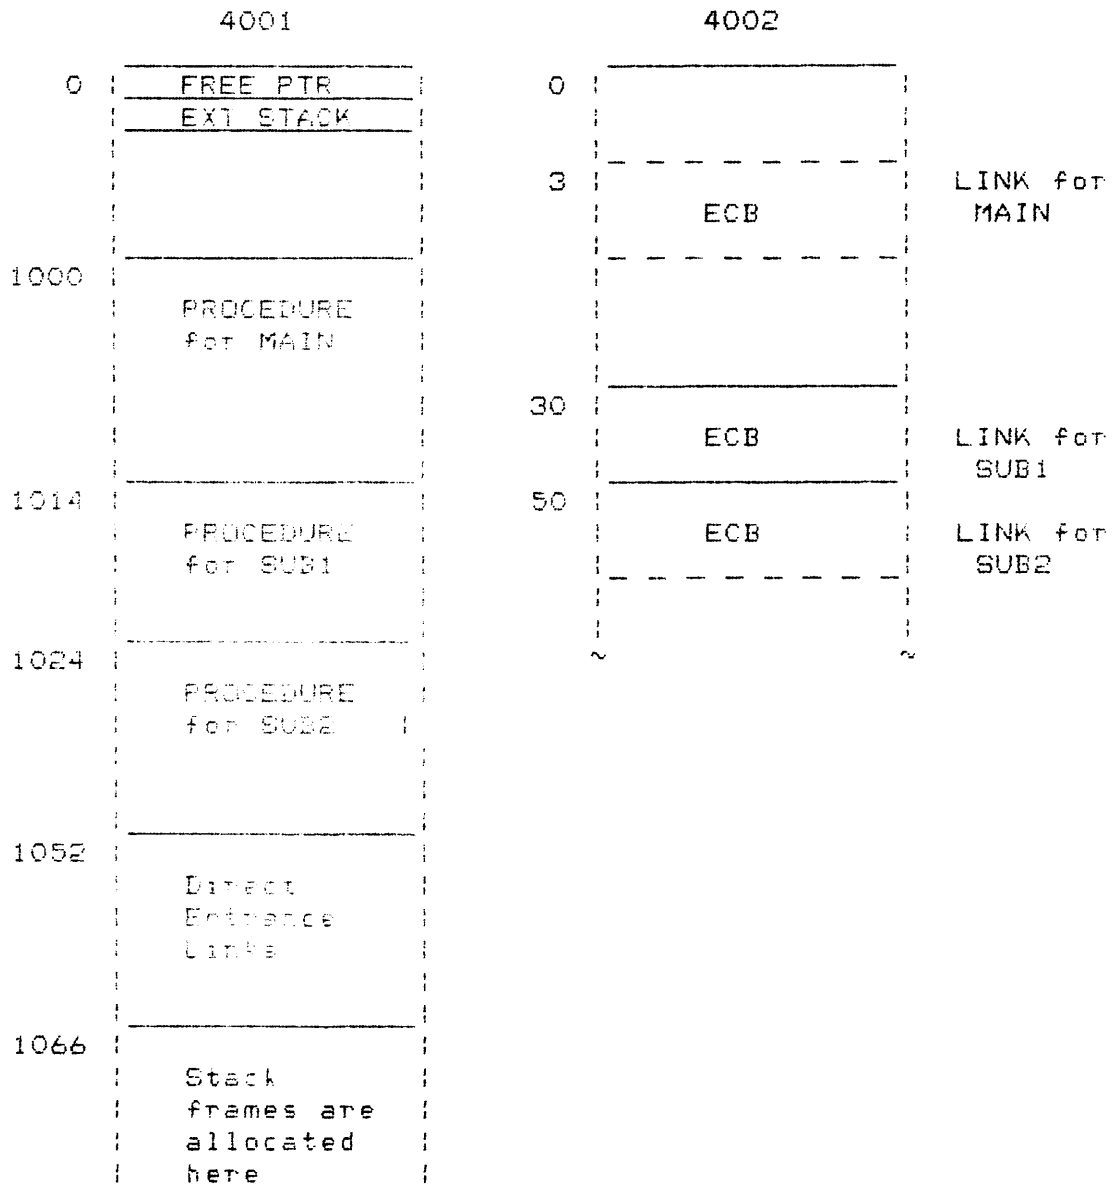 4001
0
FREE PTR
EXT STACK
1000
PROCEDURE
for MAIN
1014
PROCEDURE
for SUB1
1024
PROCEDURE
for SUB2
1052
Direct
Entrance
Links
1066
Stack
frames are
allocated
here
4002
0
3
ECB
LINK for
MAIN
30
ECB
LINK for
SUB1
50
ECB
LINK for
SUB2